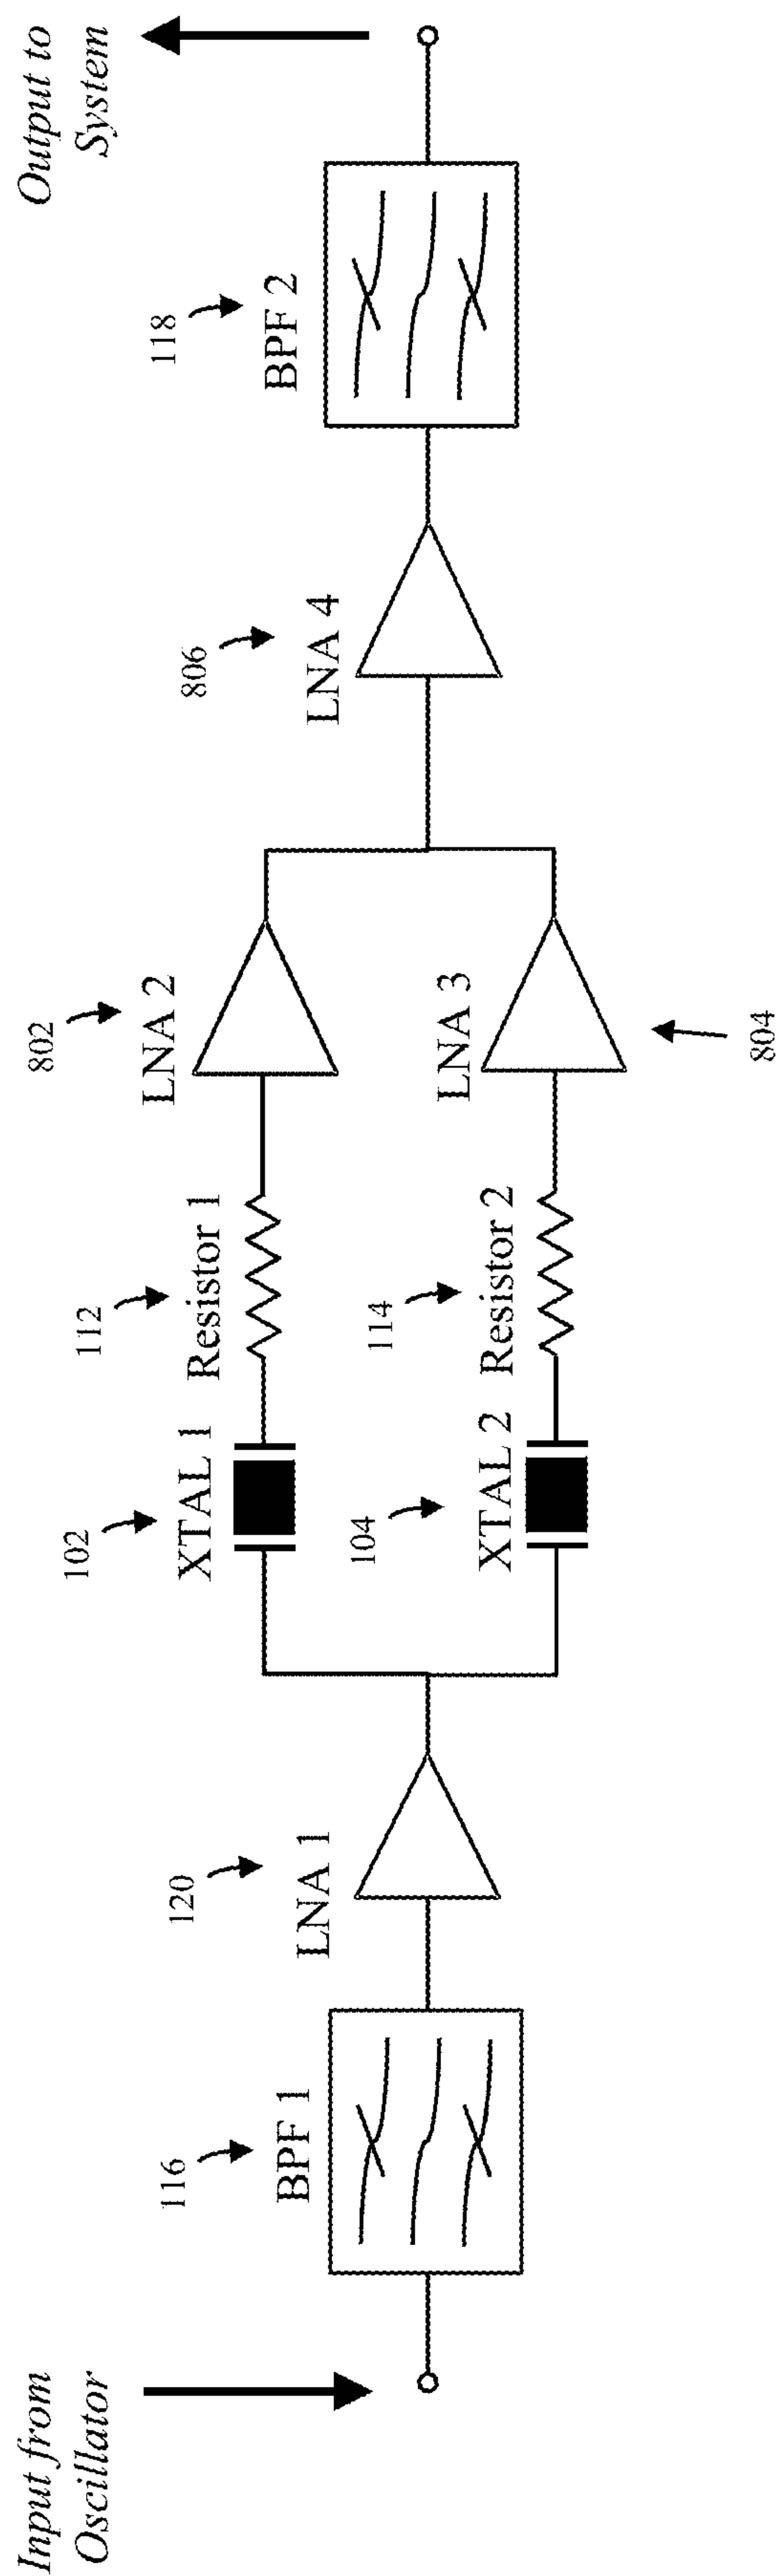 Input from
Oscillator
116
BPF 1
120
LNA 1
102
XTAL 1
112
Resistor 1
802
LNA 2
104
XTAL 2
114
Resistor 2
LNA 3
804
806
LNA 4
118
BPF 2
Output to
System